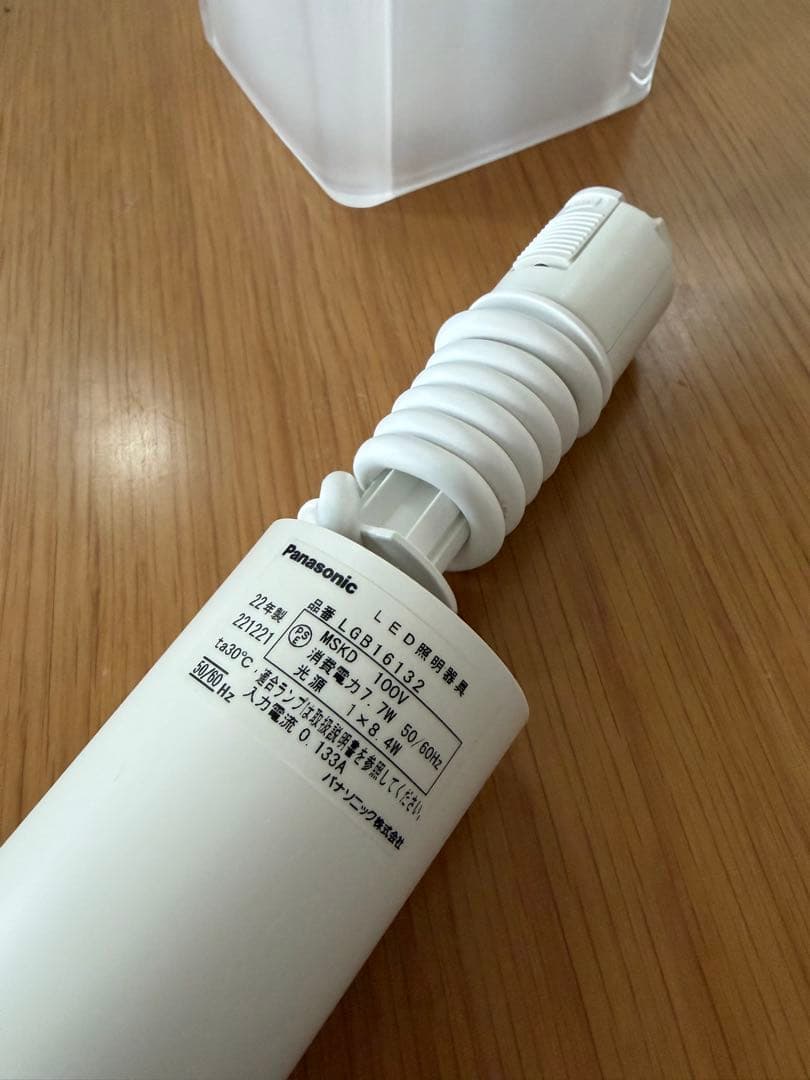 Panasonic
LED照明器具
22年製
品番 LGB16132
221221
PSE
MSKD 100V
消費電力7.7W 50/60Hz
光源 1×8.4W
ta30℃、適合ランプは取扱説明書を参照してください。
50/60Hz
入力電流 0.133A
パナソニック株式会社